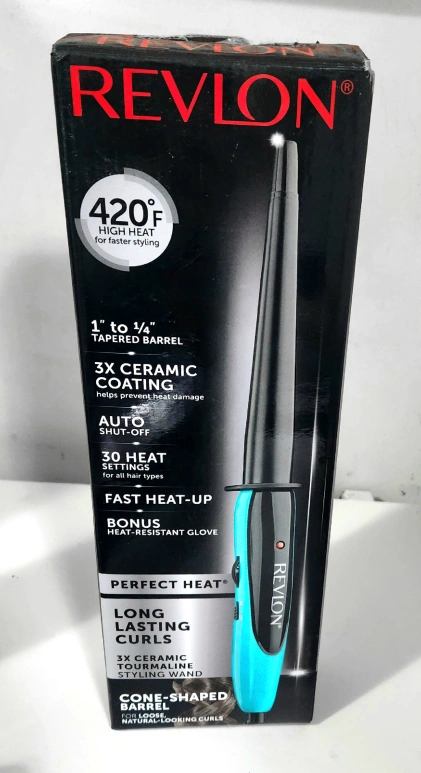 REVLON
REVLON®
420°F
HIGH HEAT
for faster styling
1" to 1/4"
TAPERED BARREL
3X CERAMIC
COATING
helps prevent heat damage
AUTO
SHUT-OFF
30 HEAT
SETTINGS
for all hair types
FAST HEAT-UP
BONUS
HEAT-RESISTANT GLOVE
REVLON®
PERFECT HEAT®
LONG
LASTING
CURLS
3X CERAMIC
TOURMALINE
STYLING WAND
CONE-SHAPED
BARREL
FOR LOOSE,
NATURAL-LOOKING CURLS